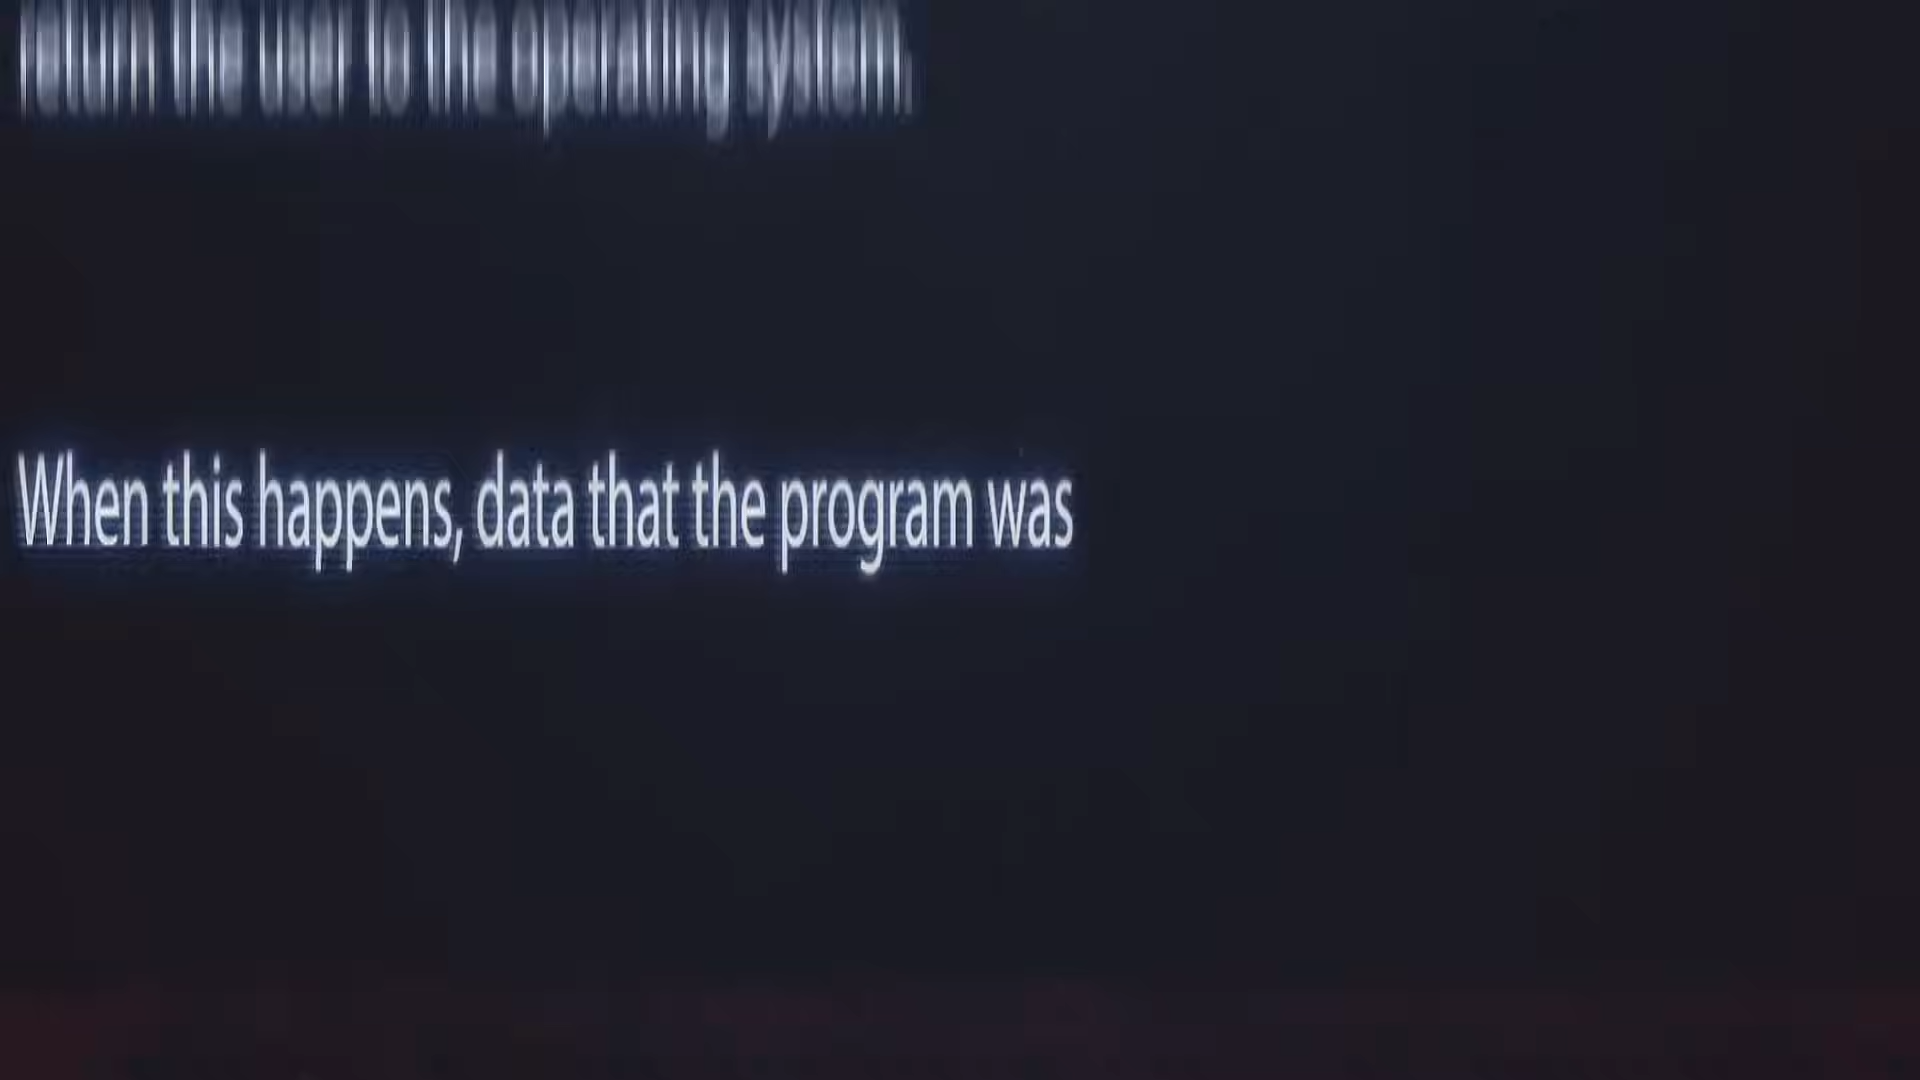 return the user to the operating system.
When this happens, data that the program was